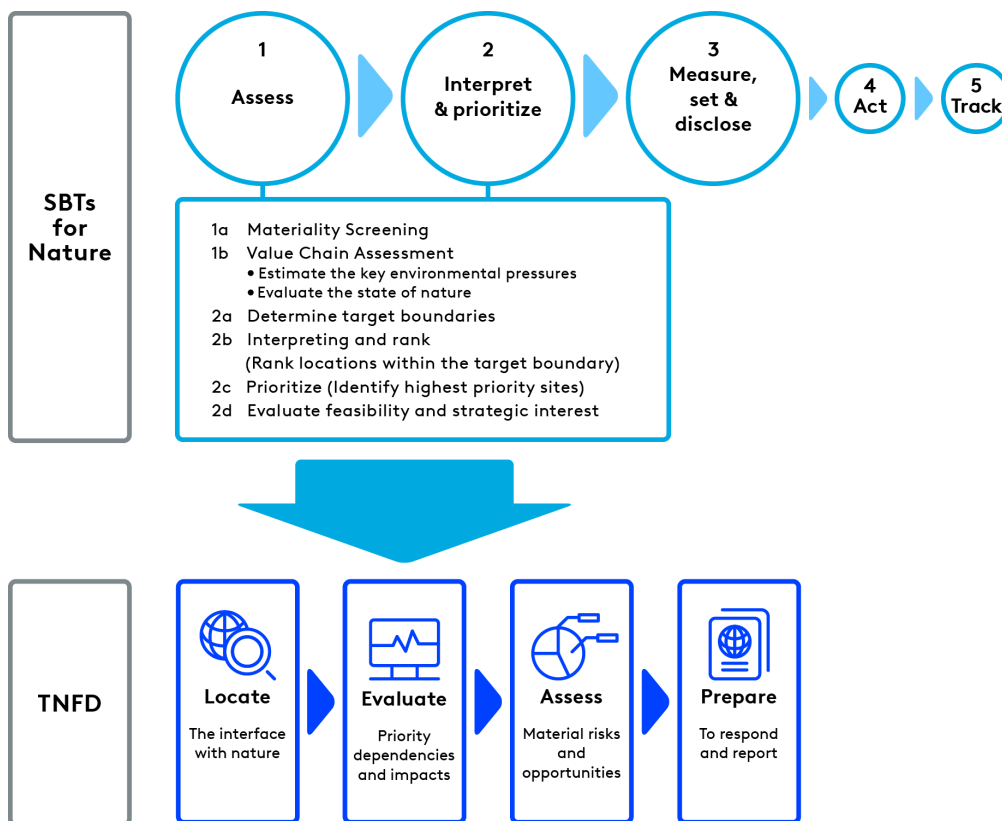 SBTs
for
Nature
1
Assess
2
Interpret
& prioritize
3
Measure,
set &
disclose
4
Act
5
Track
1a Materiality Screening
1b Value Chain Assessment
• Estimate the key environmental pressures
• Evaluate the state of nature
2a Determine target boundaries
2b Interpreting and rank
(Rank locations within the target boundary)
2c Prioritize (Identify highest priority sites)
2d Evaluate feasibility and strategic interest
TNFD
Locate
The interface
with nature
Evaluate
Priority
dependencies
and impacts
Assess
Material risks
and
opportunities
Prepare
To respond
and report